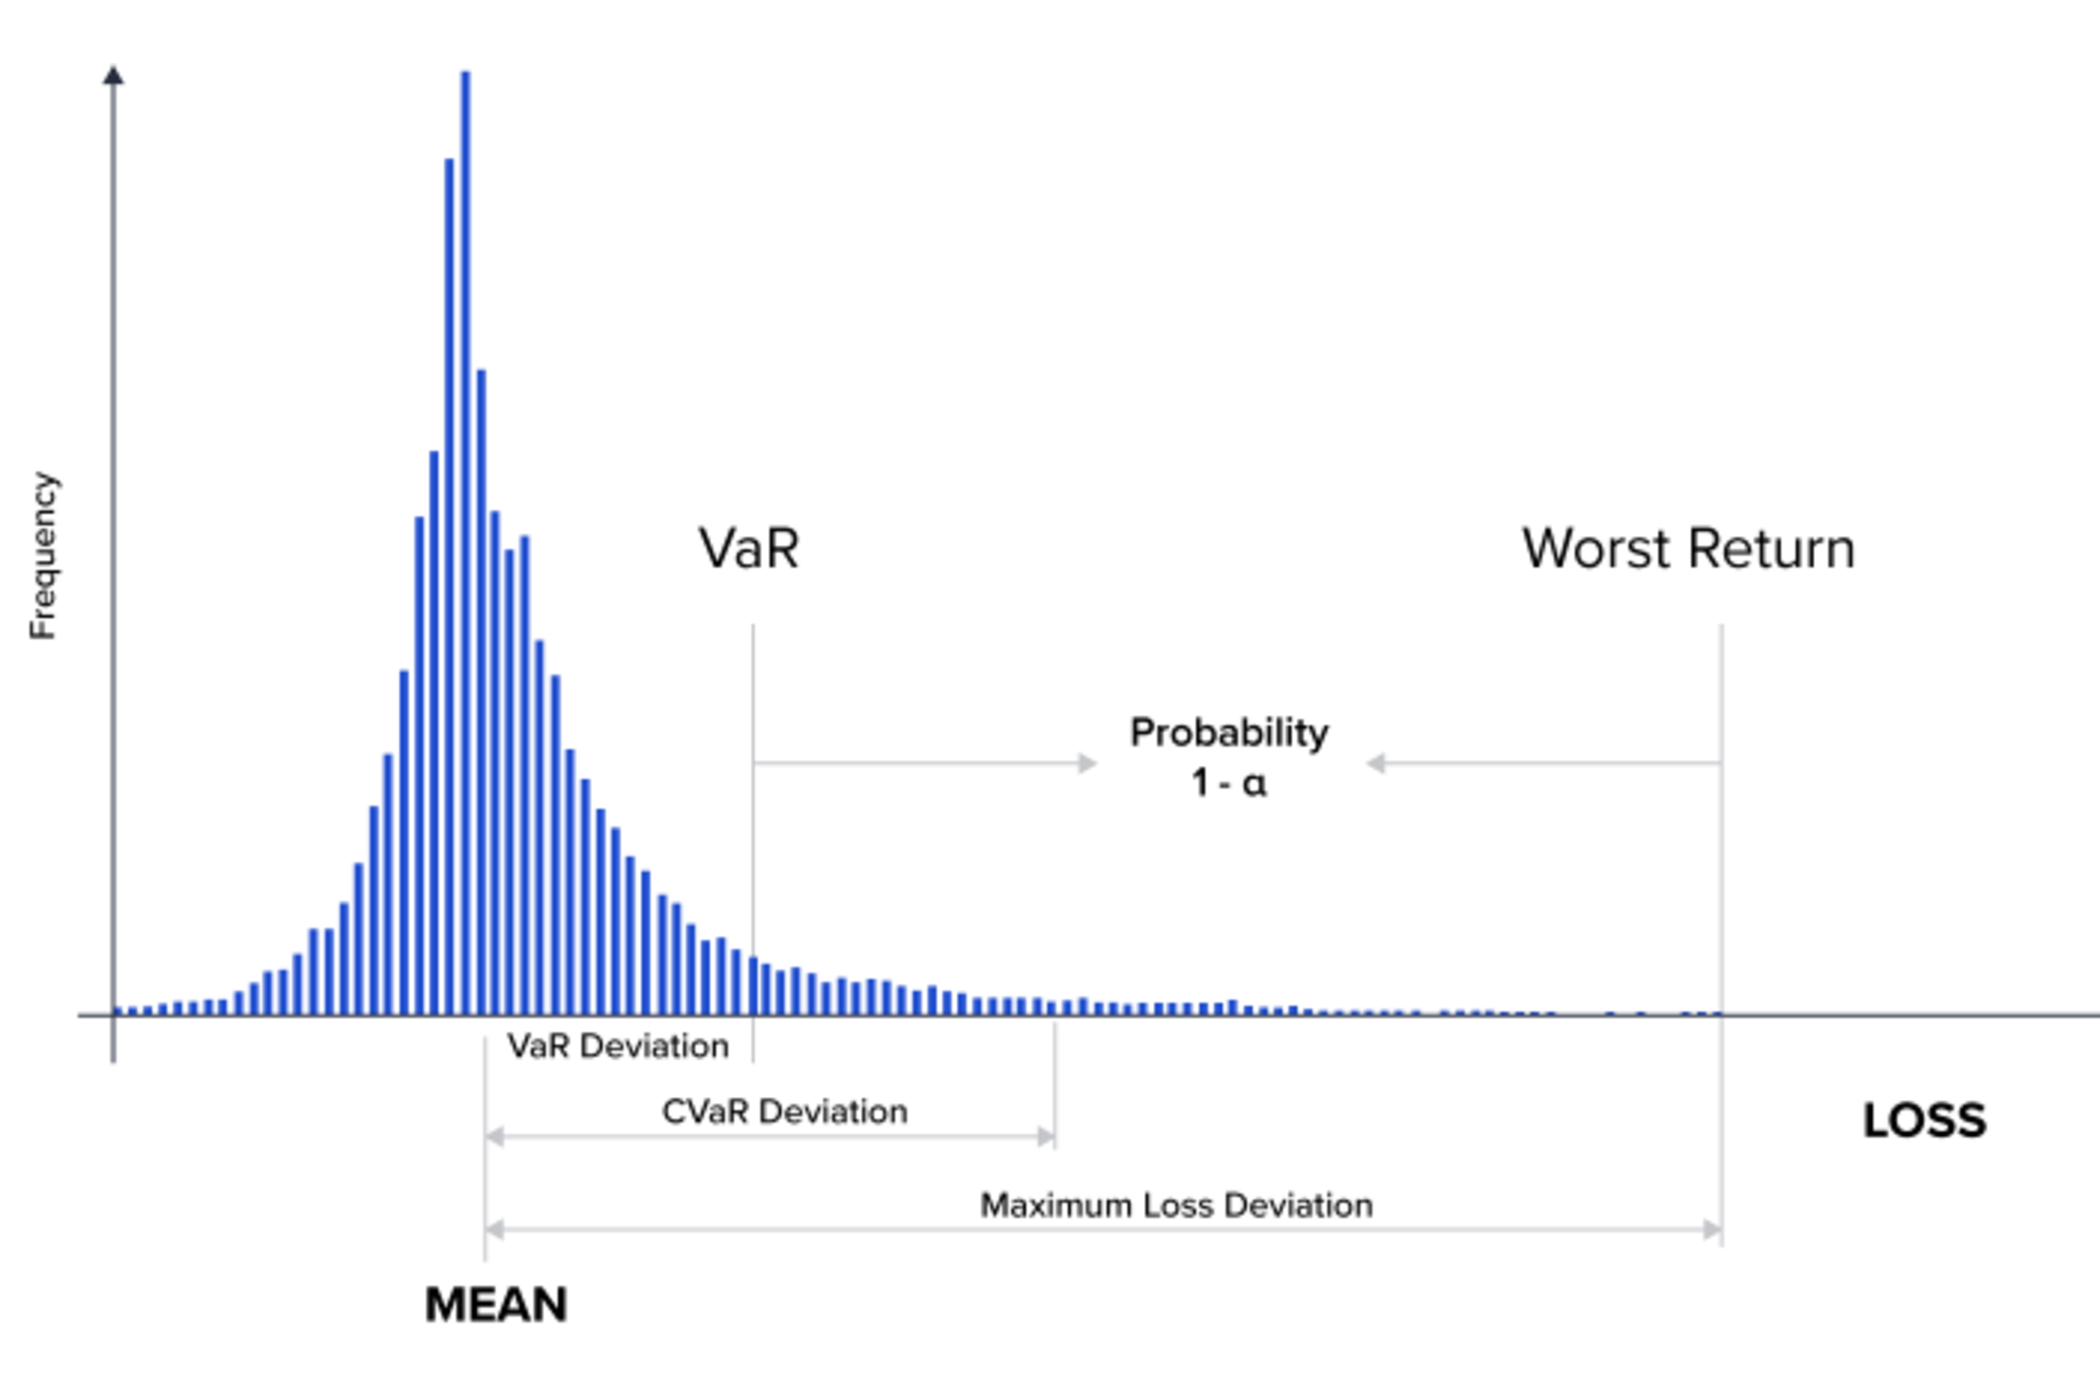 Frequency
VaR
Worst Return
Probability
1 - α
VaR Deviation
CVaR Deviation
LOSS
Maximum Loss Deviation
MEAN